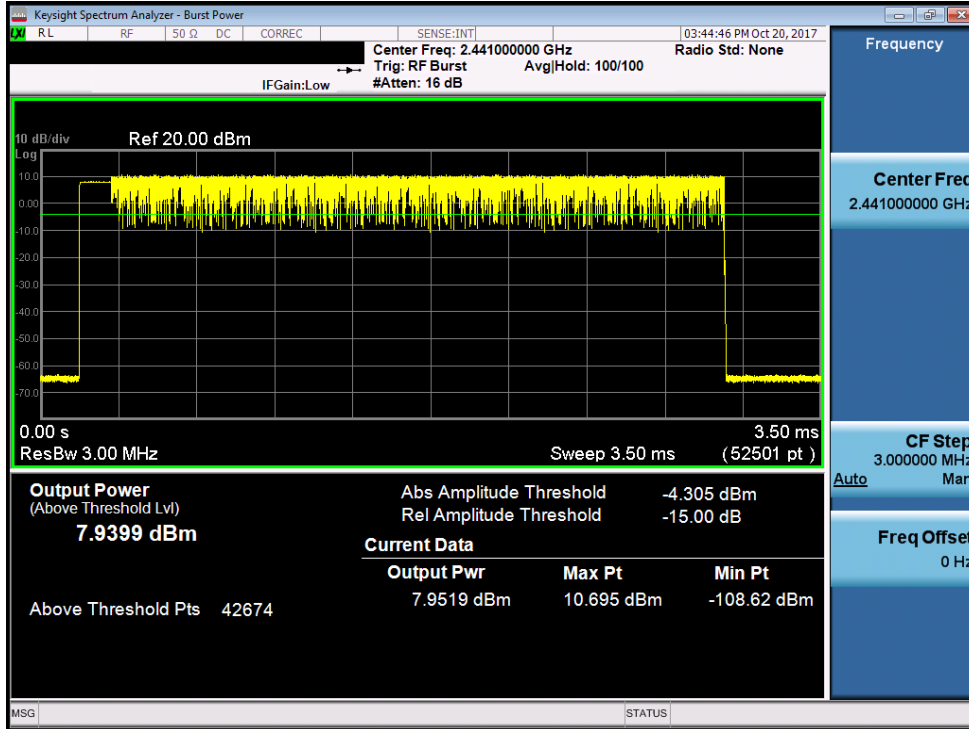 Keysight Spectrum Analyzer - Burst Power
LXI RL RF 50 Ω DC CORREC SENSE:INT 03:44:46 PM Oct 20, 2017
Center Freq: 2.441000000 GHz Radio Std: None
Trig: RF Burst Avg|Hold: 100/100
IFGain:Low #Atten: 16 dB
10 dB/div Ref 20.00 dBm
Log
10.0
0.00
-10.0
-20.0
-30.0
-40.0
-50.0
-60.0
-70.0
0.00 s 3.50 ms
ResBw 3.00 MHz Sweep 3.50 ms (52501 pt)
Output Power
(Above Threshold Lvl)
7.9399 dBm
Above Threshold Pts 42674
Abs Amplitude Threshold -4.305 dBm
Rel Amplitude Threshold -15.00 dB
Current Data
Output Pwr Max Pt Min Pt
7.9519 dBm 10.695 dBm -108.62 dBm
MSG STATUS
Frequency
Center Freq
2.441000000 GHz
CF Step
3.000000 MHz
Auto Man
Freq Offset
0 Hz